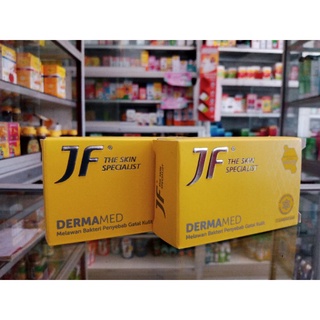 JF
THE SKIN
SPECIALIST
DERMAMED
Melawan Bakteri Penyebab Gatal Kulit
JF
THE SKIN
SPECIALIST
DERMAMED
Melawan Bakteri Penyebab Gatal Kulit